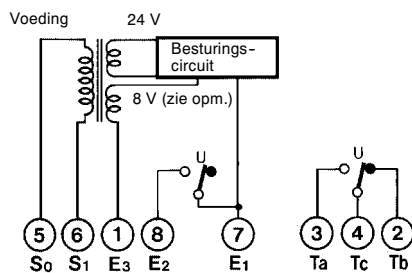 Voeding
24 V
Besturings-
circuit
8 V (zie opm.)
U
U
5 6 1 8 7 3 4 2
S0 S1 E3 E2 E1 Ta Tc Tb